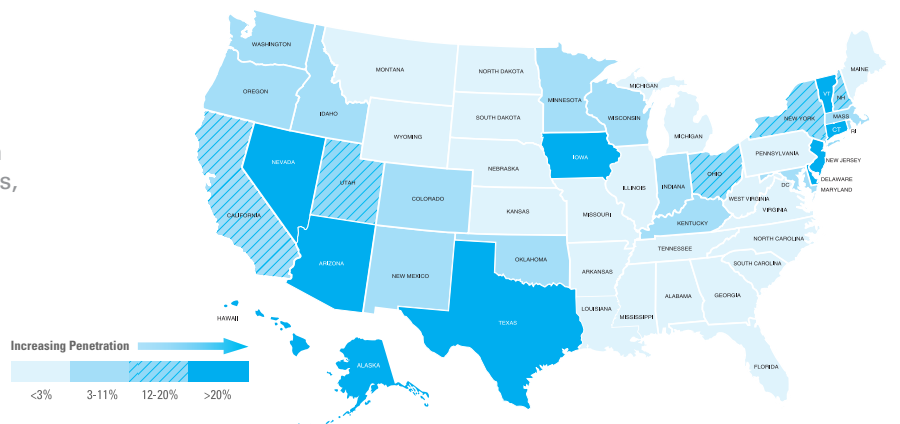 s,
WASHINGTON
MONTANA
NORTH DAKOTA
MAINE
OREGON
IDAHO
MINNESOTA
MICHIGAN
WISCONSIN
SOUTH DAKOTA
WYOMING
VT
NH
NEW YORK
MASS
CT
RI
MICHIGAN
IOWA
NEBRASKA
NEVADA
UTAH
PENNSYLVANIA
NEW JERSEY
DELAWARE
MARYLAND
DC
OHIO
INDIANA
ILLINOIS
COLORADO
KANSAS
MISSOURI
WEST VIRGINIA
VIRGINIA
CALIFORNIA
KENTUCKY
NORTH CAROLINA
TENNESSEE
OKLAHOMA
ARIZONA
NEW MEXICO
ARKANSAS
SOUTH CAROLINA
GEORGIA
ALABAMA
MISSISSIPPI
LOUISIANA
TEXAS
HAWAII
ALASKA
FLORIDA
Increasing Penetration
<3% 3-11% 12-20% >20%